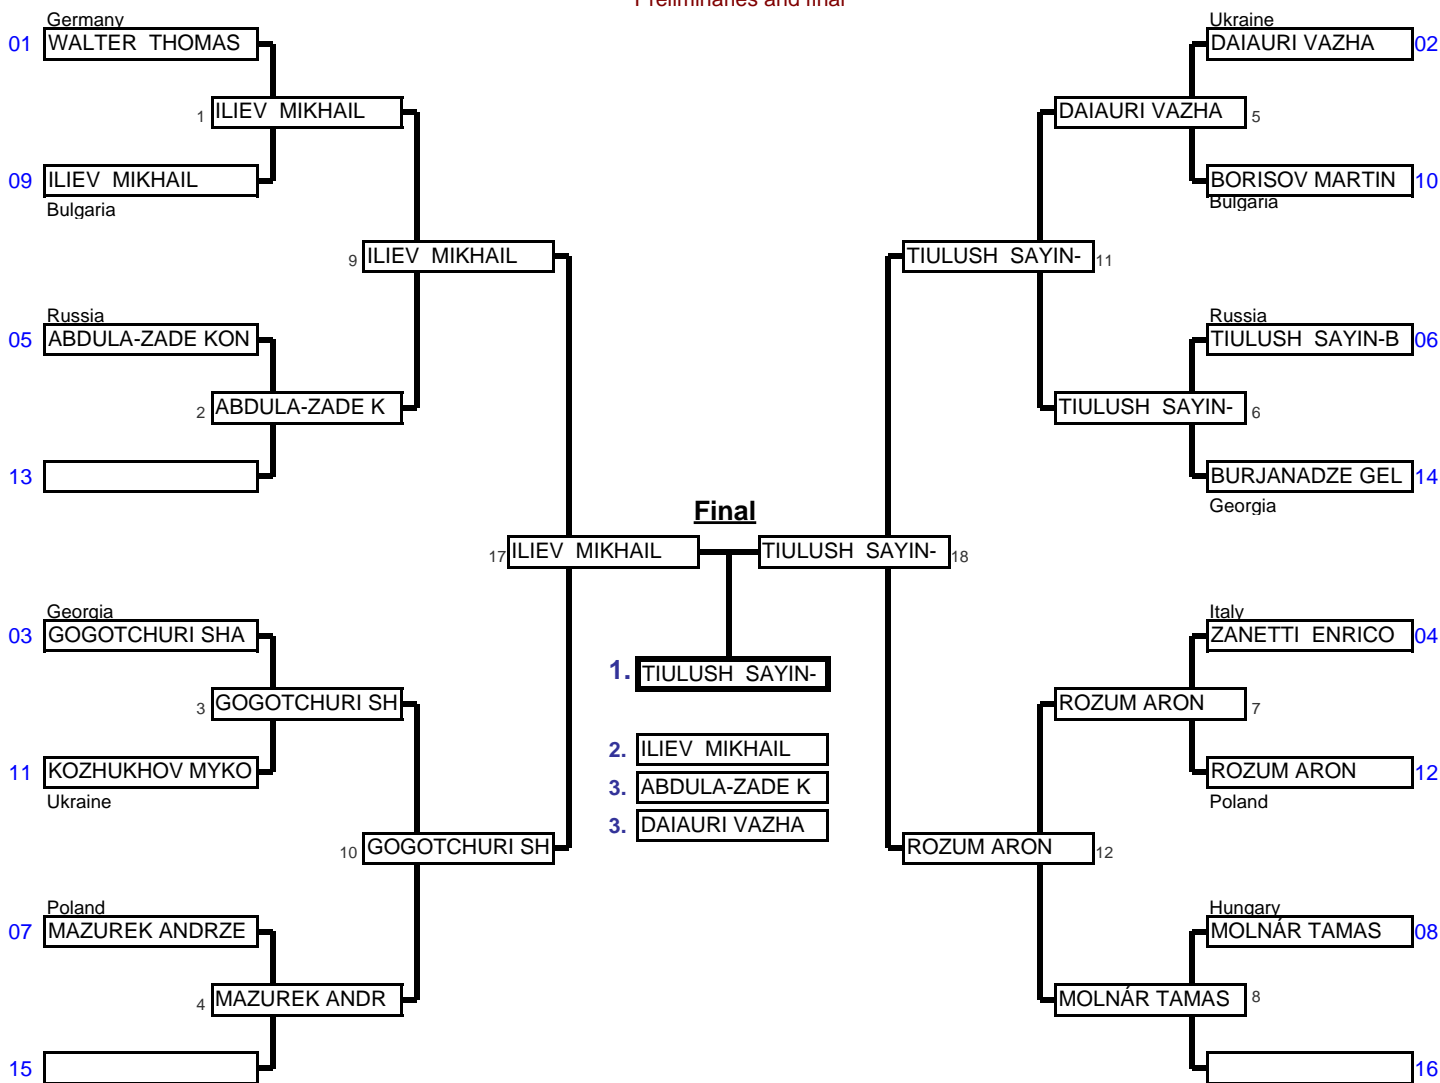 Preliminaries and final
Germany
01 WALTER THOMAS
1 ILIEV MIKHAIL
09 ILIEV MIKHAIL
Bulgaria
9 ILIEV MIKHAIL
Russia
05 ABDULA-ZADE KON
2 ABDULA-ZADE K
13
17 ILIEV MIKHAIL
Georgia
03 GOGOTCHURI SHA
3 GOGOTCHURI SH
11 KOZHUKHOV MYKO
Ukraine
10 GOGOTCHURI SH
Poland
07 MAZUREK ANDRZE
4 MAZUREK ANDR
15
Final
1. TIULUSH SAYIN-
2. ILIEV MIKHAIL
3. ABDULA-ZADE K
3. DAIAURI VAZHA
Ukraine
DAIAURI VAZHA 02
DAIAURI VAZHA 5
BORISOV MARTIN 10
Bulgaria
TIULUSH SAYIN- 11
Russia
TIULUSH SAYIN-B 06
TIULUSH SAYIN- 6
BURJANADZE GEL 14
Georgia
TIULUSH SAYIN- 18
Italy
ZANETTI ENRICO 04
ROZUM ARON 7
ROZUM ARON 12
Poland
ROZUM ARON 12
Hungary
MOLNÁR TAMAS 08
MOLNÁR TAMAS 8
16